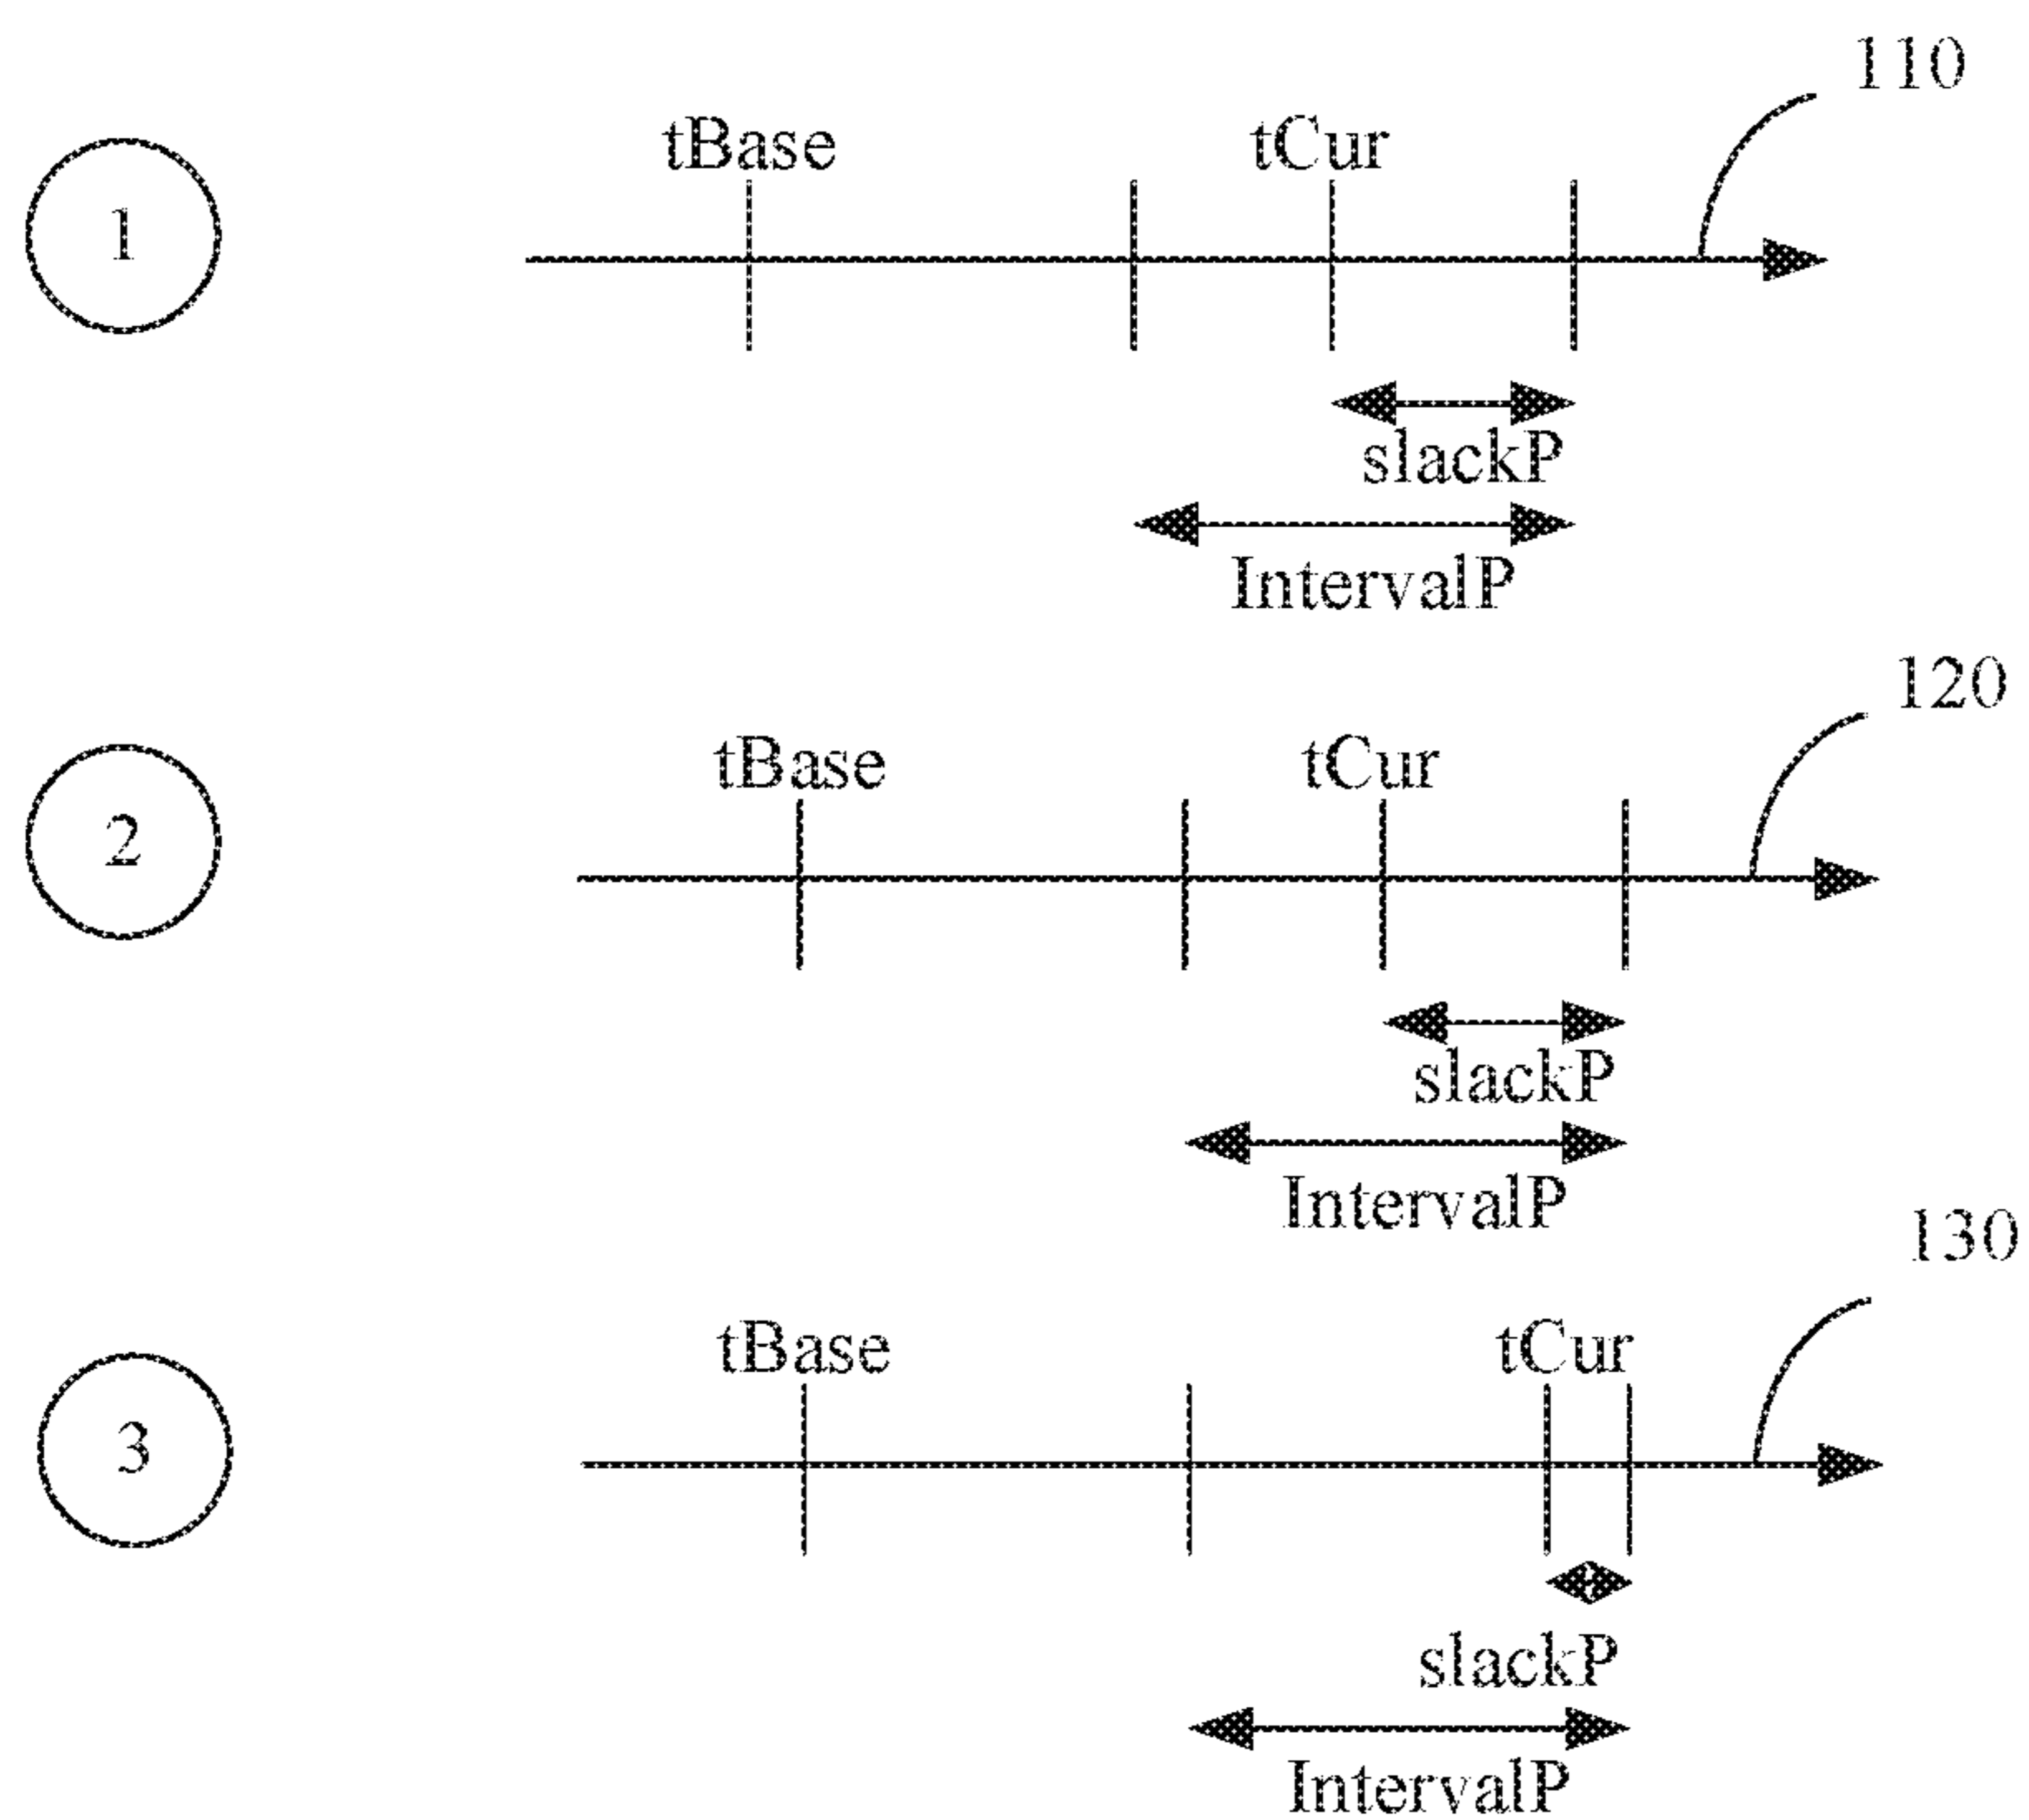 110
tBase tCur
1
slackP
IntervalP
120
tBase tCur
2
slackP
IntervalP
130
tBase tCur
3
slackP
IntervalP